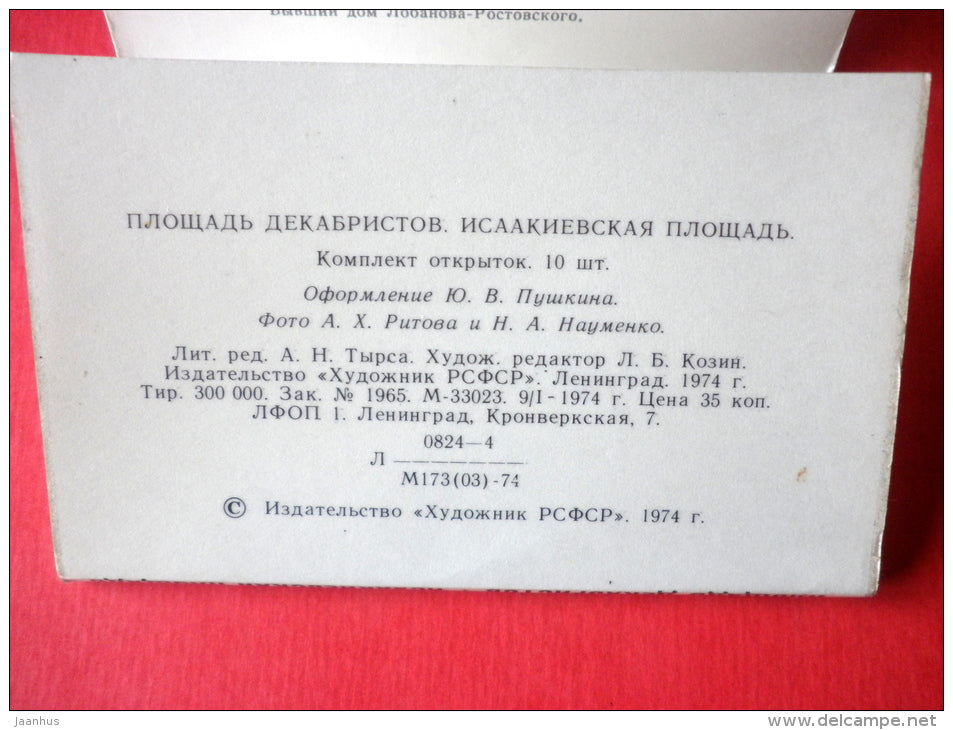 Бывший дом Лобанова-Ростовского.
ПЛОЩАДЬ ДЕКАБРИСТОВ. ИСААКИЕВСКАЯ ПЛОЩАДЬ.
Комплект открыток. 10 шт.
Оформление Ю. В. Пушкина.
Фото А. Х. Ритова и Н. А. Науменко.
Лит. ред. А. Н. Тырса. Худож. редактор Л. Б. Козин.
Издательство «Художник РСФСР». Ленинград. 1974 г.
Тир. 300 000. Зак. № 1965. М-33023. 9/I-1974 г. Цена 35 коп.
ЛФОП 1. Ленинград, Кронверкская, 7.
0824—4
Л ———————
М173(03)-74
© Издательство «Художник РСФСР». 1974 г.
jaanhus
www.delcampe.net